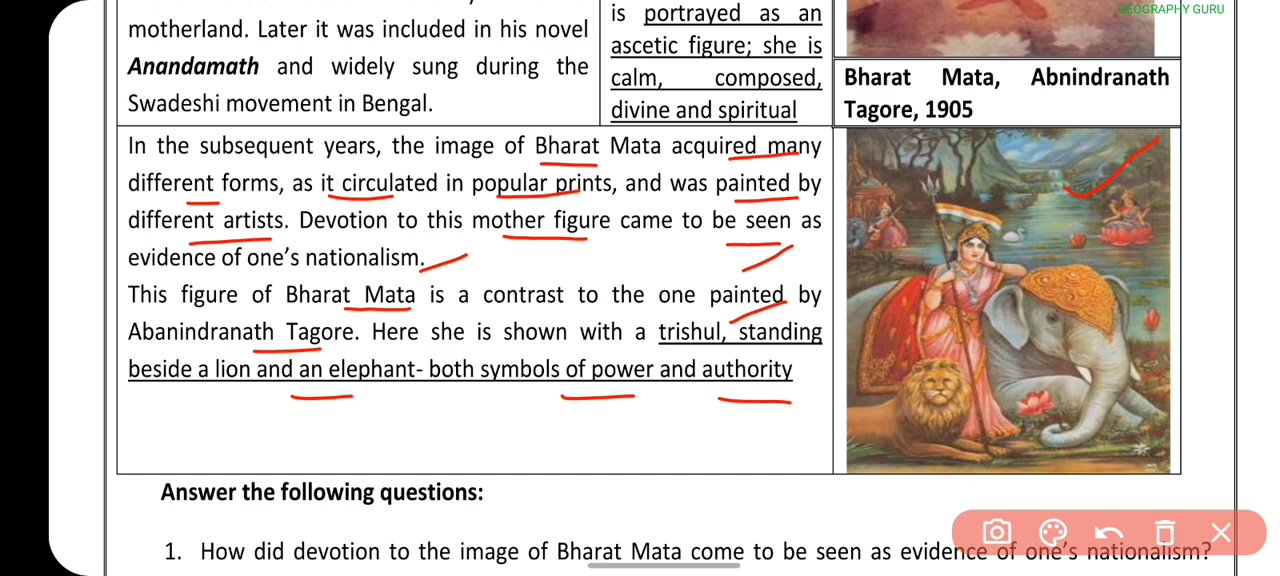 GEOGRAPHY GURU
motherland. Later it was included in his novel
Anandamath and widely sung during the
Swadeshi movement in Bengal.
is portrayed as an
ascetic figure; she is
calm, composed,
divine and spiritual
Bharat Mata, Abnindranath
Tagore, 1905
In the subsequent years, the image of Bharat Mata acquired many
different forms, as it circulated in popular prints, and was painted by
different artists. Devotion to this mother figure came to be seen as
evidence of one's nationalism.
This figure of Bharat Mata is a contrast to the one painted by
Abanindranath Tagore. Here she is shown with a trishul, standing
beside a lion and an elephant- both symbols of power and authority
Answer the following questions:
1. How did devotion to the image of Bharat Mata come to be seen as evidence of one's nationalism?